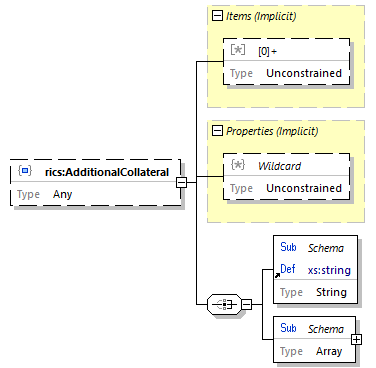 Items (Implicit)
[0]+
Type Unconstrained
Properties (Implicit)
Wildcard
Type Unconstrained
rics:AdditionalCollateral
Type Any
Sub Schema
Def xs:string
Type String
Sub Schema
Type Array